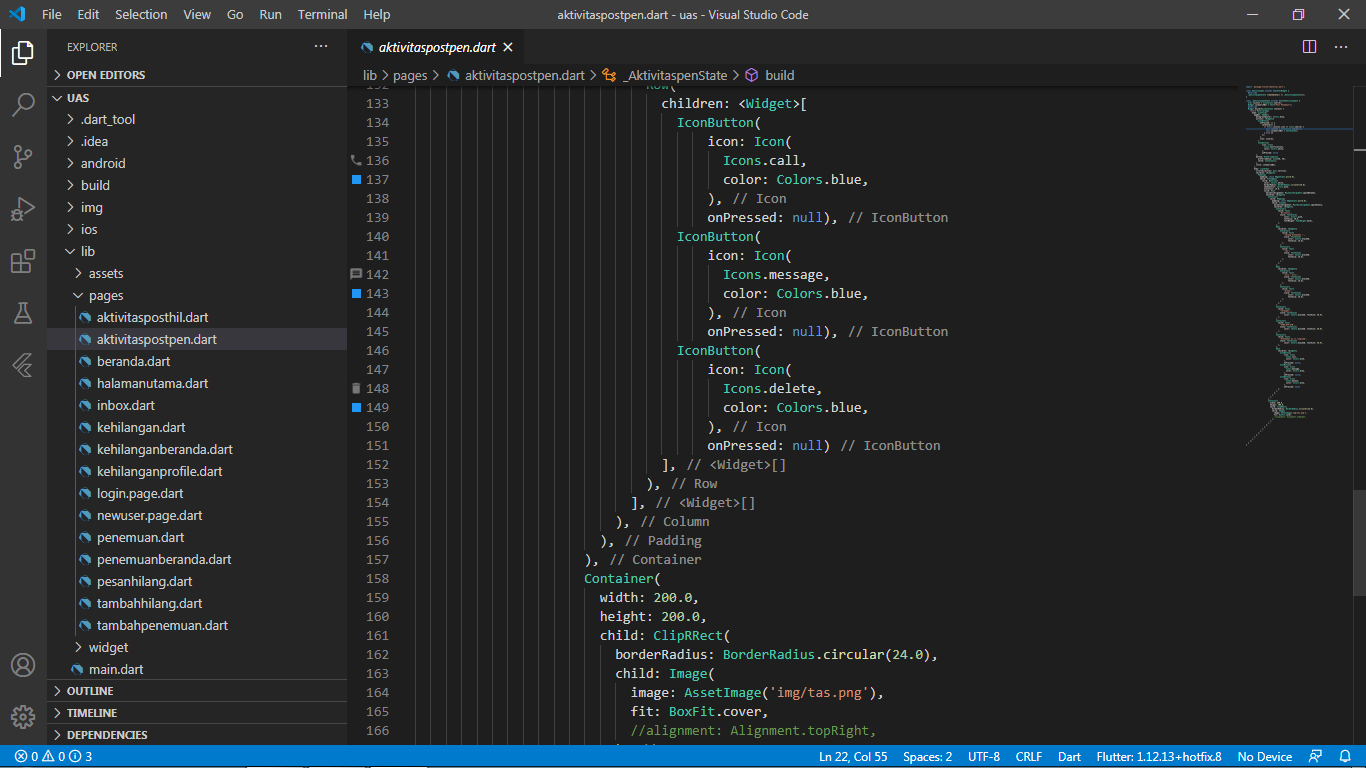 File Edit Selection View Go Run Terminal Help
aktivitaspostpen.dart - uas - Visual Studio Code
EXPLORER
OPEN EDITORS
UAS
.dart_tool
.idea
android
build
img
ios
lib
assets
pages
aktivitasposthil.dart
aktivitaspostpen.dart
beranda.dart
halamanutama.dart
inbox.dart
kehilangan.dart
kehilanganberanda.dart
kehilanganprofile.dart
login.page.dart
newuser.page.dart
penemuan.dart
penemuanberanda.dart
pesanhilang.dart
tambahhilang.dart
tambahpenemuan.dart
widget
main.dart
OUTLINE
TIMELINE
DEPENDENCIES
aktivitaspostpen.dart
lib > pages > aktivitaspostpen.dart > _AktivitaspenState > build
132 Row(
133 children: <Widget>[
134 IconButton(
135 icon: Icon(
136 Icons.call,
137 color: Colors.blue,
138 ), // Icon
139 onPressed: null), // IconButton
140 IconButton(
141 icon: Icon(
142 Icons.message,
143 color: Colors.blue,
144 ), // Icon
145 onPressed: null), // IconButton
146 IconButton(
147 icon: Icon(
148 Icons.delete,
149 color: Colors.blue,
150 ), // Icon
151 onPressed: null) // IconButton
152 ], // <Widget>[]
153 ), // Row
154 ], // <Widget>[]
155 ), // Column
156 ), // Padding
157 ), // Container
158 Container(
159 width: 200.0,
160 height: 200.0,
161 child: ClipRRect(
162 borderRadius: BorderRadius.circular(24.0),
163 child: Image(
164 image: AssetImage('img/tas.png'),
165 fit: BoxFit.cover,
166 //alignment: Alignment.topRight,
0 0 3
Ln 22, Col 55 Spaces: 2 UTF-8 CRLF Dart Flutter: 1.12.13+hotfix.8 No Device